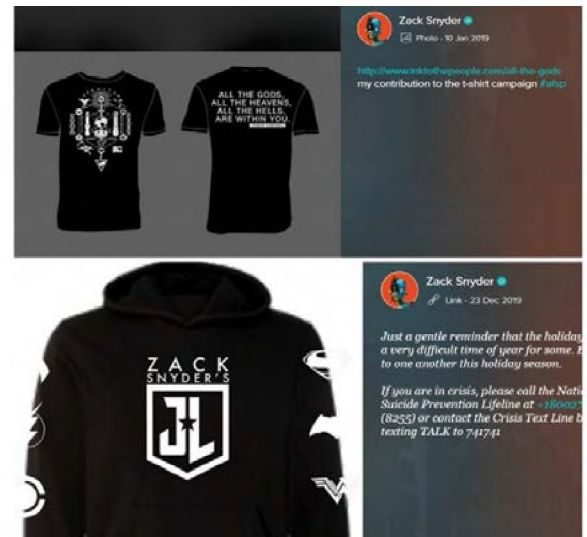 Zack Snyder
Photo - 10 Jan 2019
http://www.inktothepeople.com/all-the-gods
my contribution to the t-shirt campaign #afsp
ALL THE GODS,
ALL THE HEAVENS,
ALL THE HELLS,
ARE WITHIN YOU.
Zack Snyder
Link - 23 Dec 2019
Just a gentle reminder that the holiday
a very difficult time of year for some. B
to one another this holiday season.
If you are in crisis, please call the Nati
Suicide Prevention Lifeline at +180027
(8255) or contact the Crisis Text Line b
texting TALK to 741741
ZACK
SNYDER'S
JL